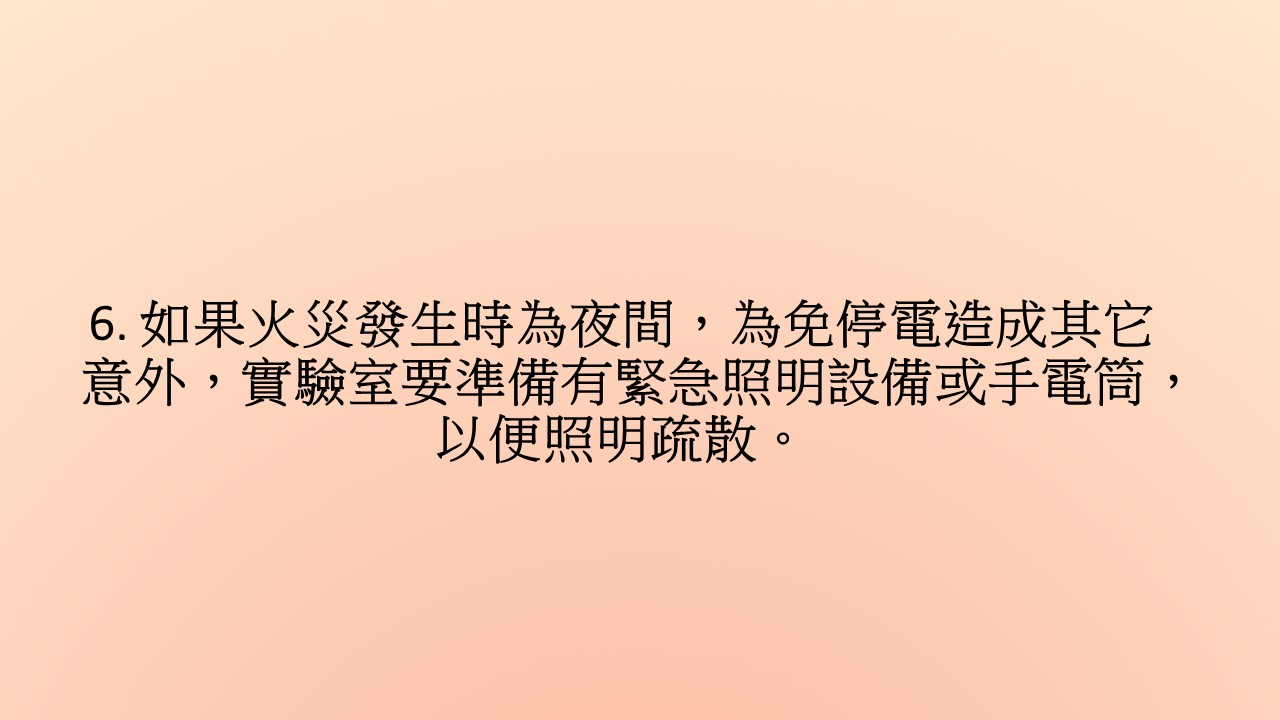 6. 如果火災發生時為夜間，為免停電造成其它
意外，實驗室要準備有緊急照明設備或手電筒，
以便照明疏散。